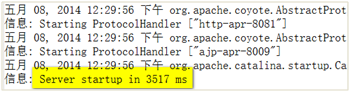 五月 08, 2014 12:29:56 下午 org.apache.coyote.AbstractProt
信息: Starting ProtocolHandler ["http-apr-8081"]
五月 08, 2014 12:29:56 下午 org.apache.coyote.AbstractProt
信息: Starting ProtocolHandler ["ajp-apr-8009"]
五月 08, 2014 12:29:56 下午 org.apache.catalina.startup.Ca
信息: Server startup in 3517 ms